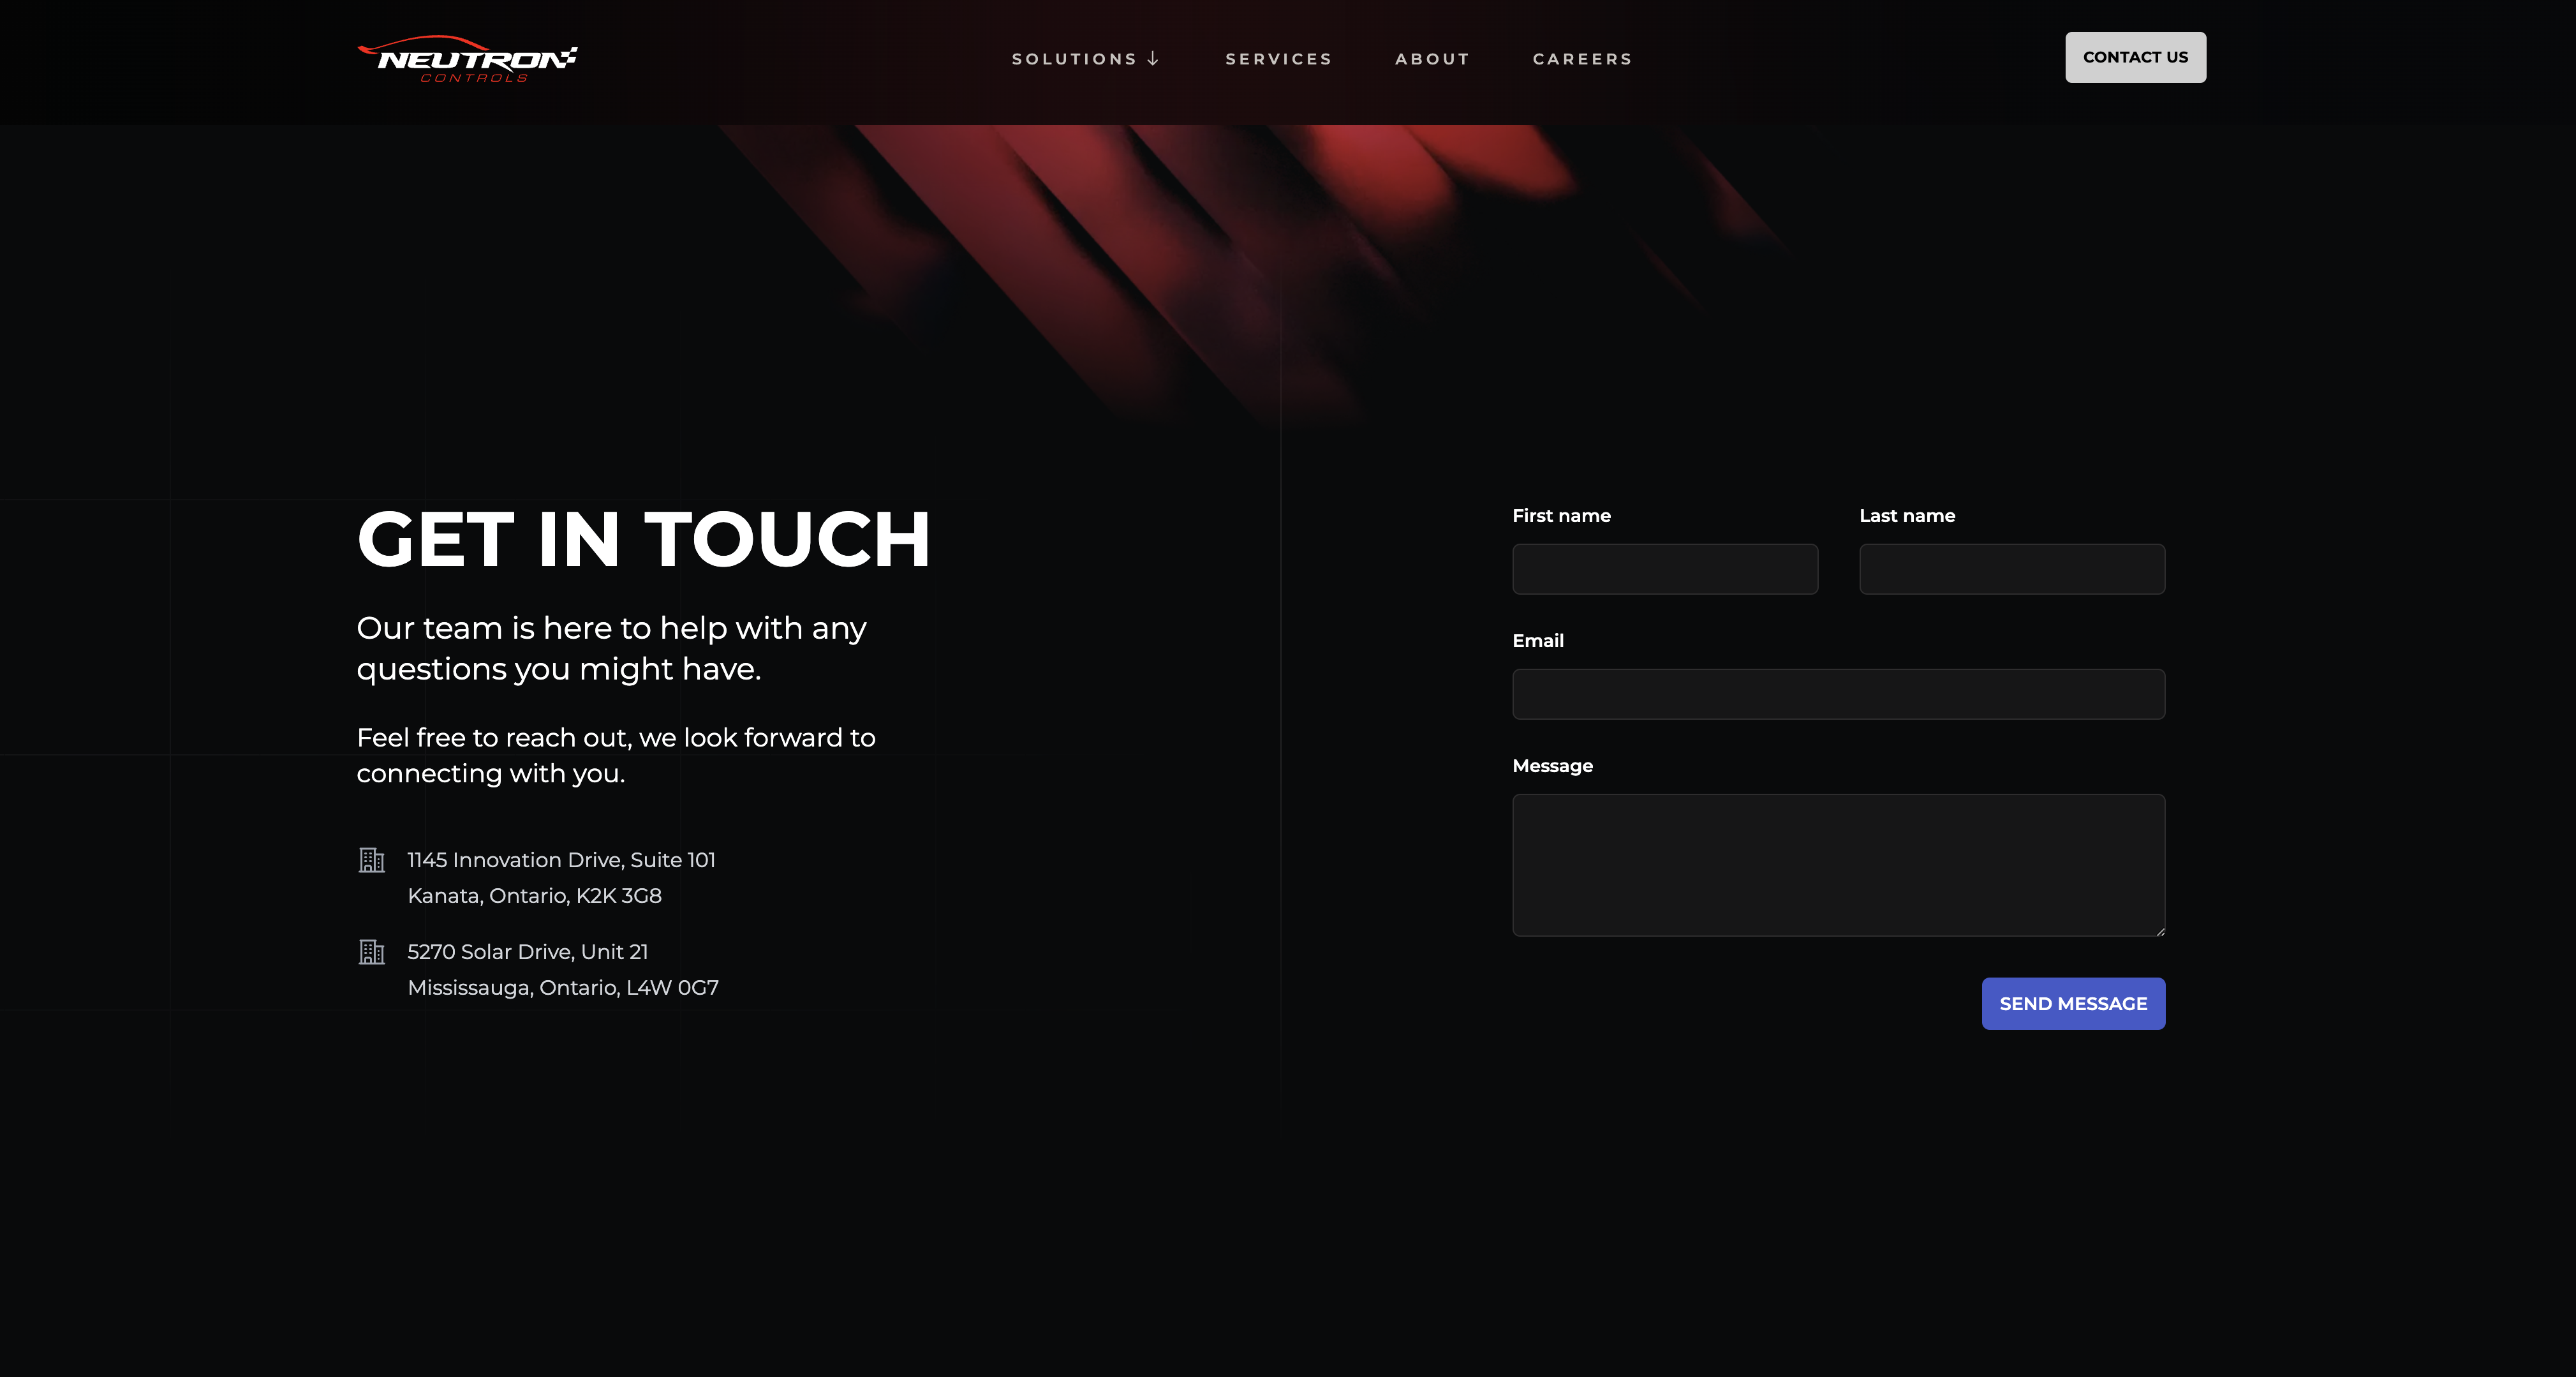 NEUTRON
CONTROLS
SOLUTIONS ↓
SERVICES
ABOUT
CAREERS
CONTACT US
GET IN TOUCH
Our team is here to help with any
questions you might have.
Feel free to reach out, we look forward to
connecting with you.
1145 Innovation Drive, Suite 101
Kanata, Ontario, K2K 3G8
5270 Solar Drive, Unit 21
Mississauga, Ontario, L4W 0G7
First name
Last name
Email
Message
SEND MESSAGE